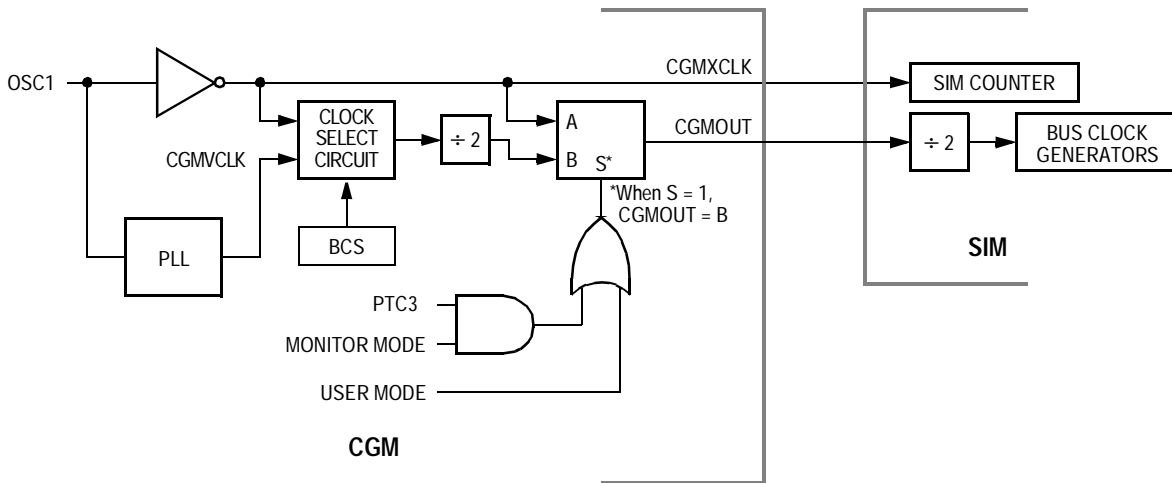 OSC1
CGMXCLK
SIM COUNTER
CLOCK
SELECT
CIRCUIT
÷ 2
A
B
S*
CGMOUT
÷ 2
BUS CLOCK
GENERATORS
CGMVCLK
*When S = 1,
CGMOUT = B
BCS
PLL
SIM
PTC3
MONITOR MODE
USER MODE
CGM